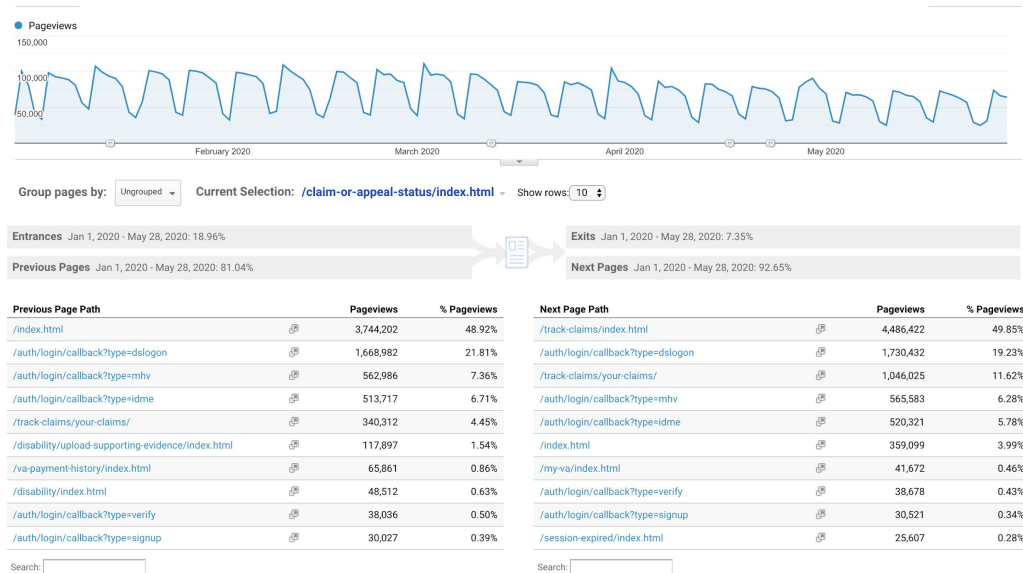 Pageviews
150,000
100,000
50,000
February 2020 March 2020 April 2020 May 2020
Group pages by: Ungrouped Current Selection: /claim-or-appeal-status/index.html Show rows: 10
Entrances Jan 1, 2020 - May 28, 2020: 18.96% Exits Jan 1, 2020 - May 28, 2020: 7.35%
Previous Pages Jan 1, 2020 - May 28, 2020: 81.04% Next Pages Jan 1, 2020 - May 28, 2020: 92.65%
Previous Page Path Pageviews % Pageviews
/index.html 3,744,202 48.92%
/auth/login/callback?type=dslogon 1,668,982 21.81%
/auth/login/callback?type=mhv 562,986 7.36%
/auth/login/callback?type=idme 513,717 6.71%
/track-claims/your-claims/ 340,312 4.45%
/disability/upload-supporting-evidence/index.html 117,897 1.54%
/va-payment-history/index.html 65,861 0.86%
/disability/index.html 48,512 0.63%
/auth/login/callback?type=verify 38,036 0.50%
/auth/login/callback?type=signup 30,027 0.39%
Search:
Next Page Path Pageviews % Pageviews
/track-claims/index.html 4,486,422 49.85%
/auth/login/callback?type=dslogon 1,730,432 19.23%
/track-claims/your-claims/ 1,046,025 11.62%
/auth/login/callback?type=mhv 565,583 6.28%
/auth/login/callback?type=idme 520,321 5.78%
/index.html 359,099 3.99%
/my-va/index.html 41,672 0.46%
/auth/login/callback?type=verify 38,678 0.43%
/auth/login/callback?type=signup 30,521 0.34%
/session-expired/index.html 25,607 0.28%
Search: